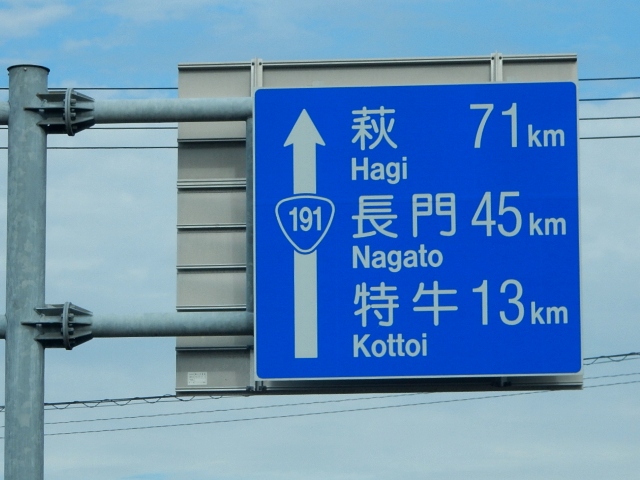 萩 71km
Hagi
191
長門 45km
Nagato
特牛 13km
Kottoi